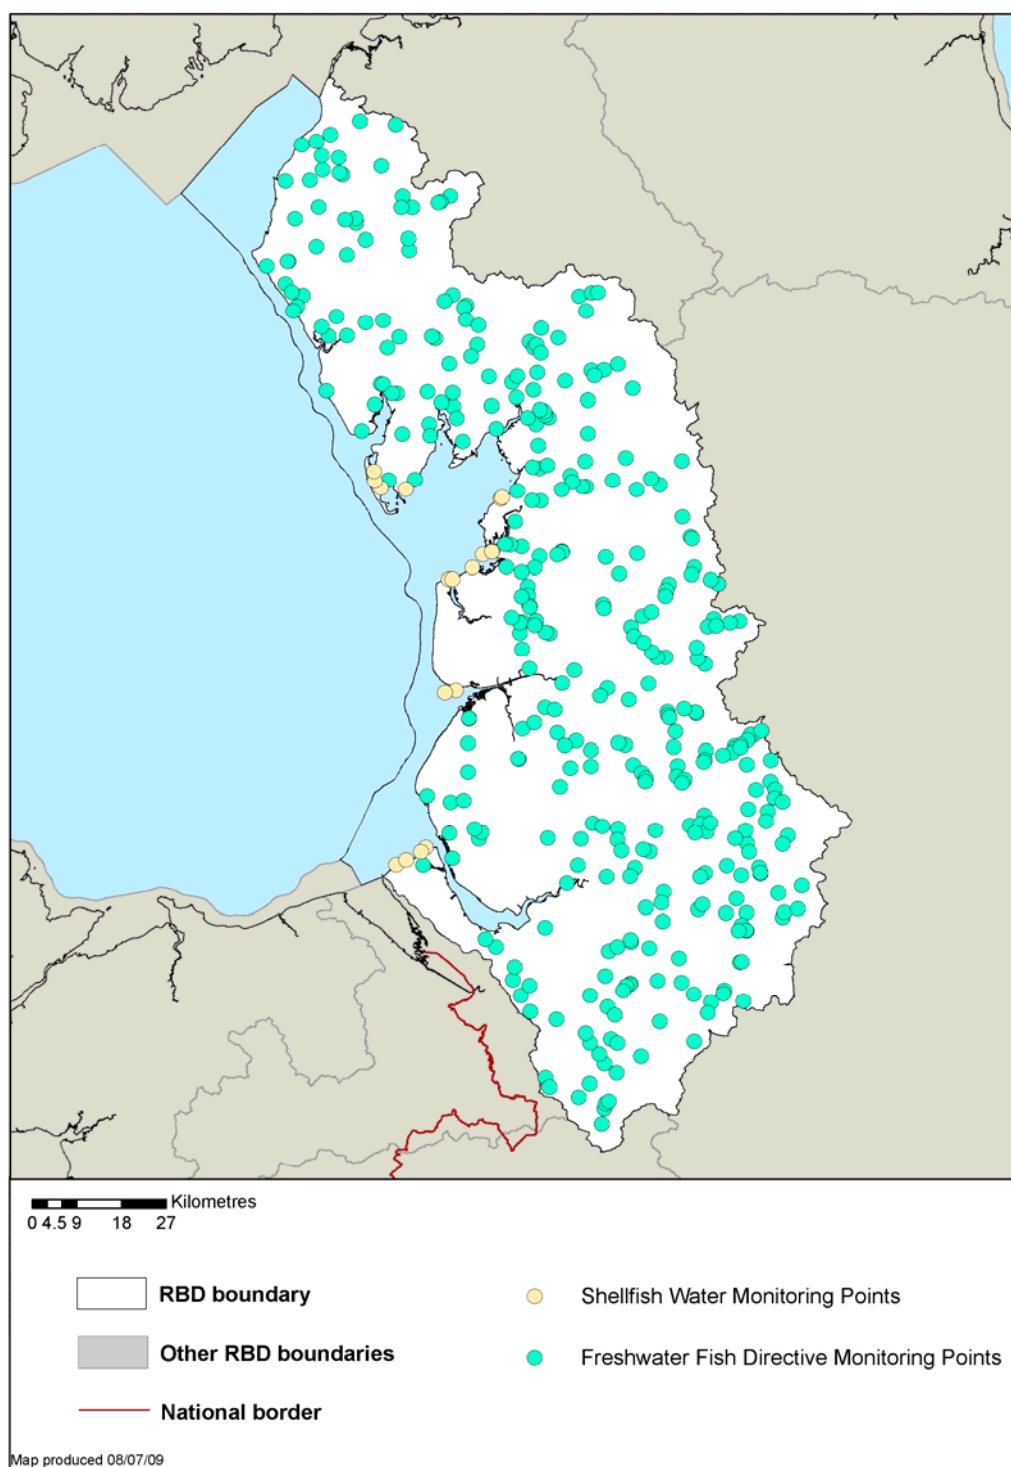 Kilometres
0 4.5 9 18 27
RBD boundary
Shellfish Water Monitoring Points
Other RBD boundaries
Freshwater Fish Directive Monitoring Points
National border
Map produced 08/07/09